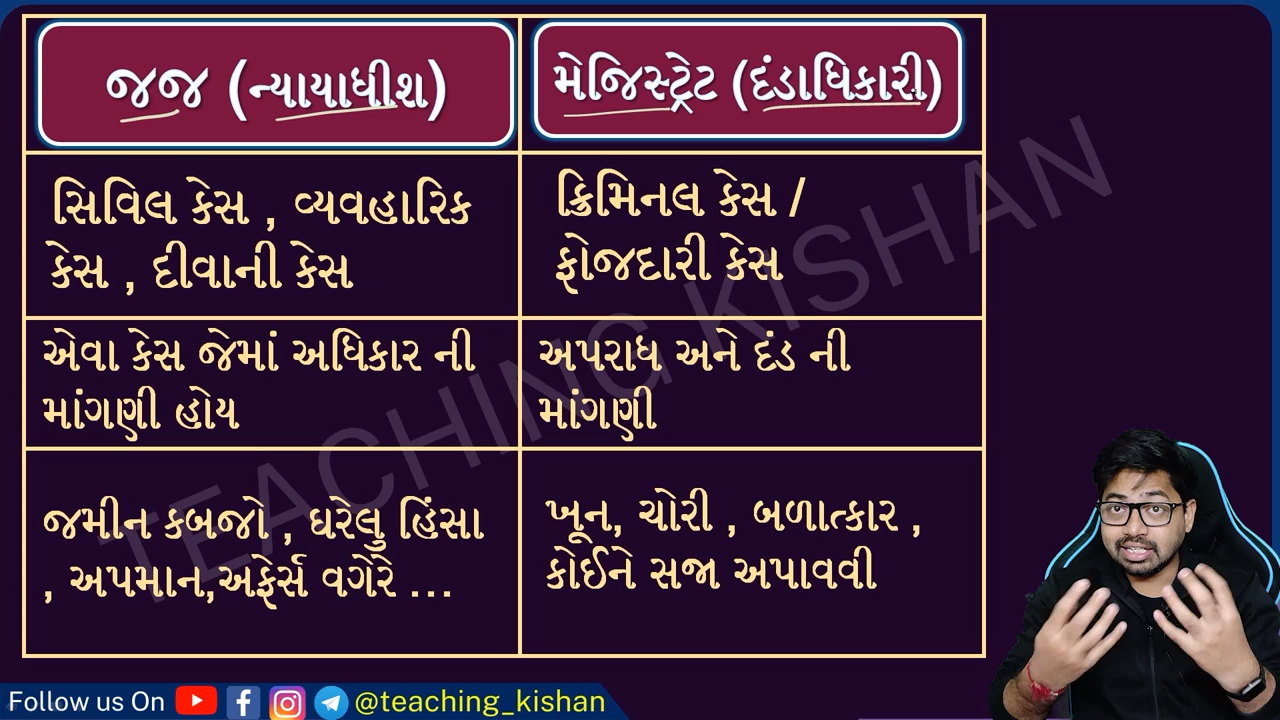 જજ (ન્યાયાધીશ)
મેજિસ્ટ્રેટ (દંડાધિકારી)
સિવિલ કેસ , વ્યવહારિક
કેસ , દીવાની કેસ
ક્રિમિનલ કેસ /
ફોજદારી કેસ
એવા કેસ જેમાં અધિકાર ની
માંગણી હોય
અપરાધ અને દંડ ની
માંગણી
જમીન કબજો , ઘરેલુ હિંસા
, અપમાન,અફેર્સ વગેરે ...
ખૂન, ચોરી , બળાત્કાર ,
કોઈને સજા અપાવવી
TEACHING KISHAN
Follow us On @teaching_kishan